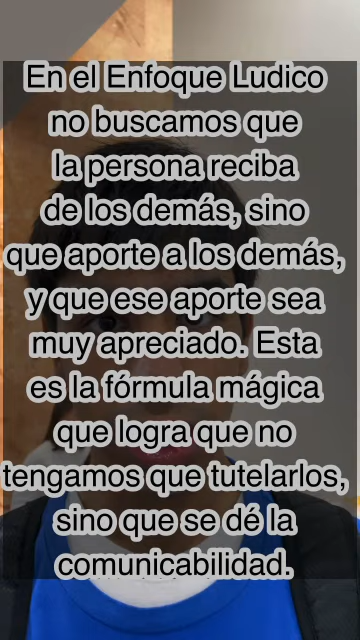 En el Enfoque Ludico
no buscamos que
la persona reciba
de los demás, sino
que aporte a los demás,
y que ese aporte sea
muy apreciado. Esta
es la fórmula mágica
que logra que no
tengamos que tutelarlos,
sino que se dé la
comunicabilidad.